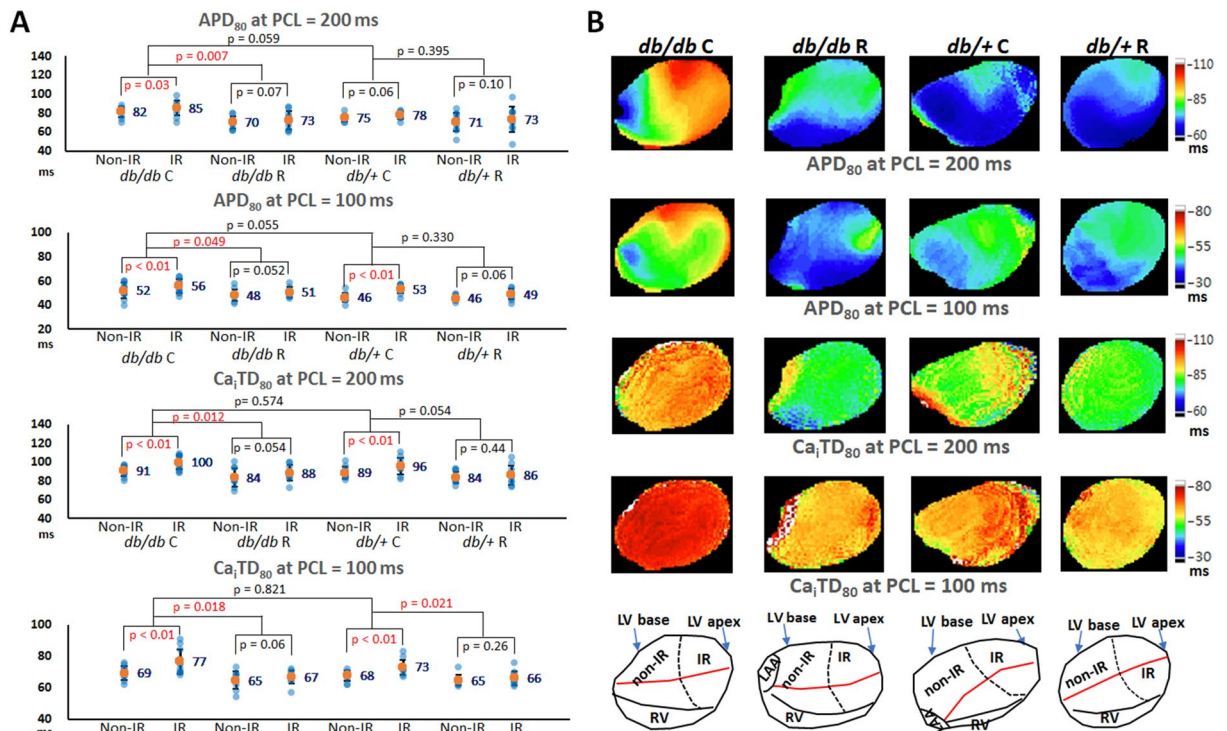 A
APD80 at PCL = 200 ms
p = 0.059
p = 0.007
p = 0.395
p = 0.03
p = 0.07
p = 0.06
p = 0.10
140
120
100
80
60
40
ms
82
85
70
73
75
78
71
73
Non-IR IR Non-IR IR Non-IR IR Non-IR IR
db/db C db/db R db/+ C db/+ R
APD80 at PCL = 100 ms
p = 0.055
p = 0.049
p = 0.330
p < 0.01
p = 0.052
p < 0.01
p = 0.06
100
80
60
40
20
ms
52
56
48
51
46
53
46
49
Non-IR IR Non-IR IR Non-IR IR Non-IR IR
db/db C db/db R db/+ C db/+ R
CaiTD80 at PCL = 200 ms
p= 0.574
p = 0.012
p = 0.054
p < 0.01
p = 0.054
p < 0.01
p = 0.44
140
120
100
80
60
40
ms
91
100
84
88
89
96
84
86
Non-IR IR Non-IR IR Non-IR IR Non-IR IR
db/db C db/db R db/+ C db/+ R
CaiTD80 at PCL = 100 ms
p = 0.821
p = 0.018
p = 0.021
p < 0.01
p = 0.06
p < 0.01
p = 0.26
100
80
60
40
ms
69
77
65
67
68
73
65
66
Non-IR IR Non-IR IR Non-IR IR Non-IR IR
B
db/db C db/db R db/+ C db/+ R
110
85
60
ms
APD80 at PCL = 200 ms
80
55
30
ms
APD80 at PCL = 100 ms
110
85
60
ms
CaiTD80 at PCL = 200 ms
80
55
30
ms
CaiTD80 at PCL = 100 ms
LV base LV apex LV base LV apex LV base LV apex LV base LV apex
non-IR IR LAA non-IR IR non-IR IR non-IR IR
RV RV RV RV